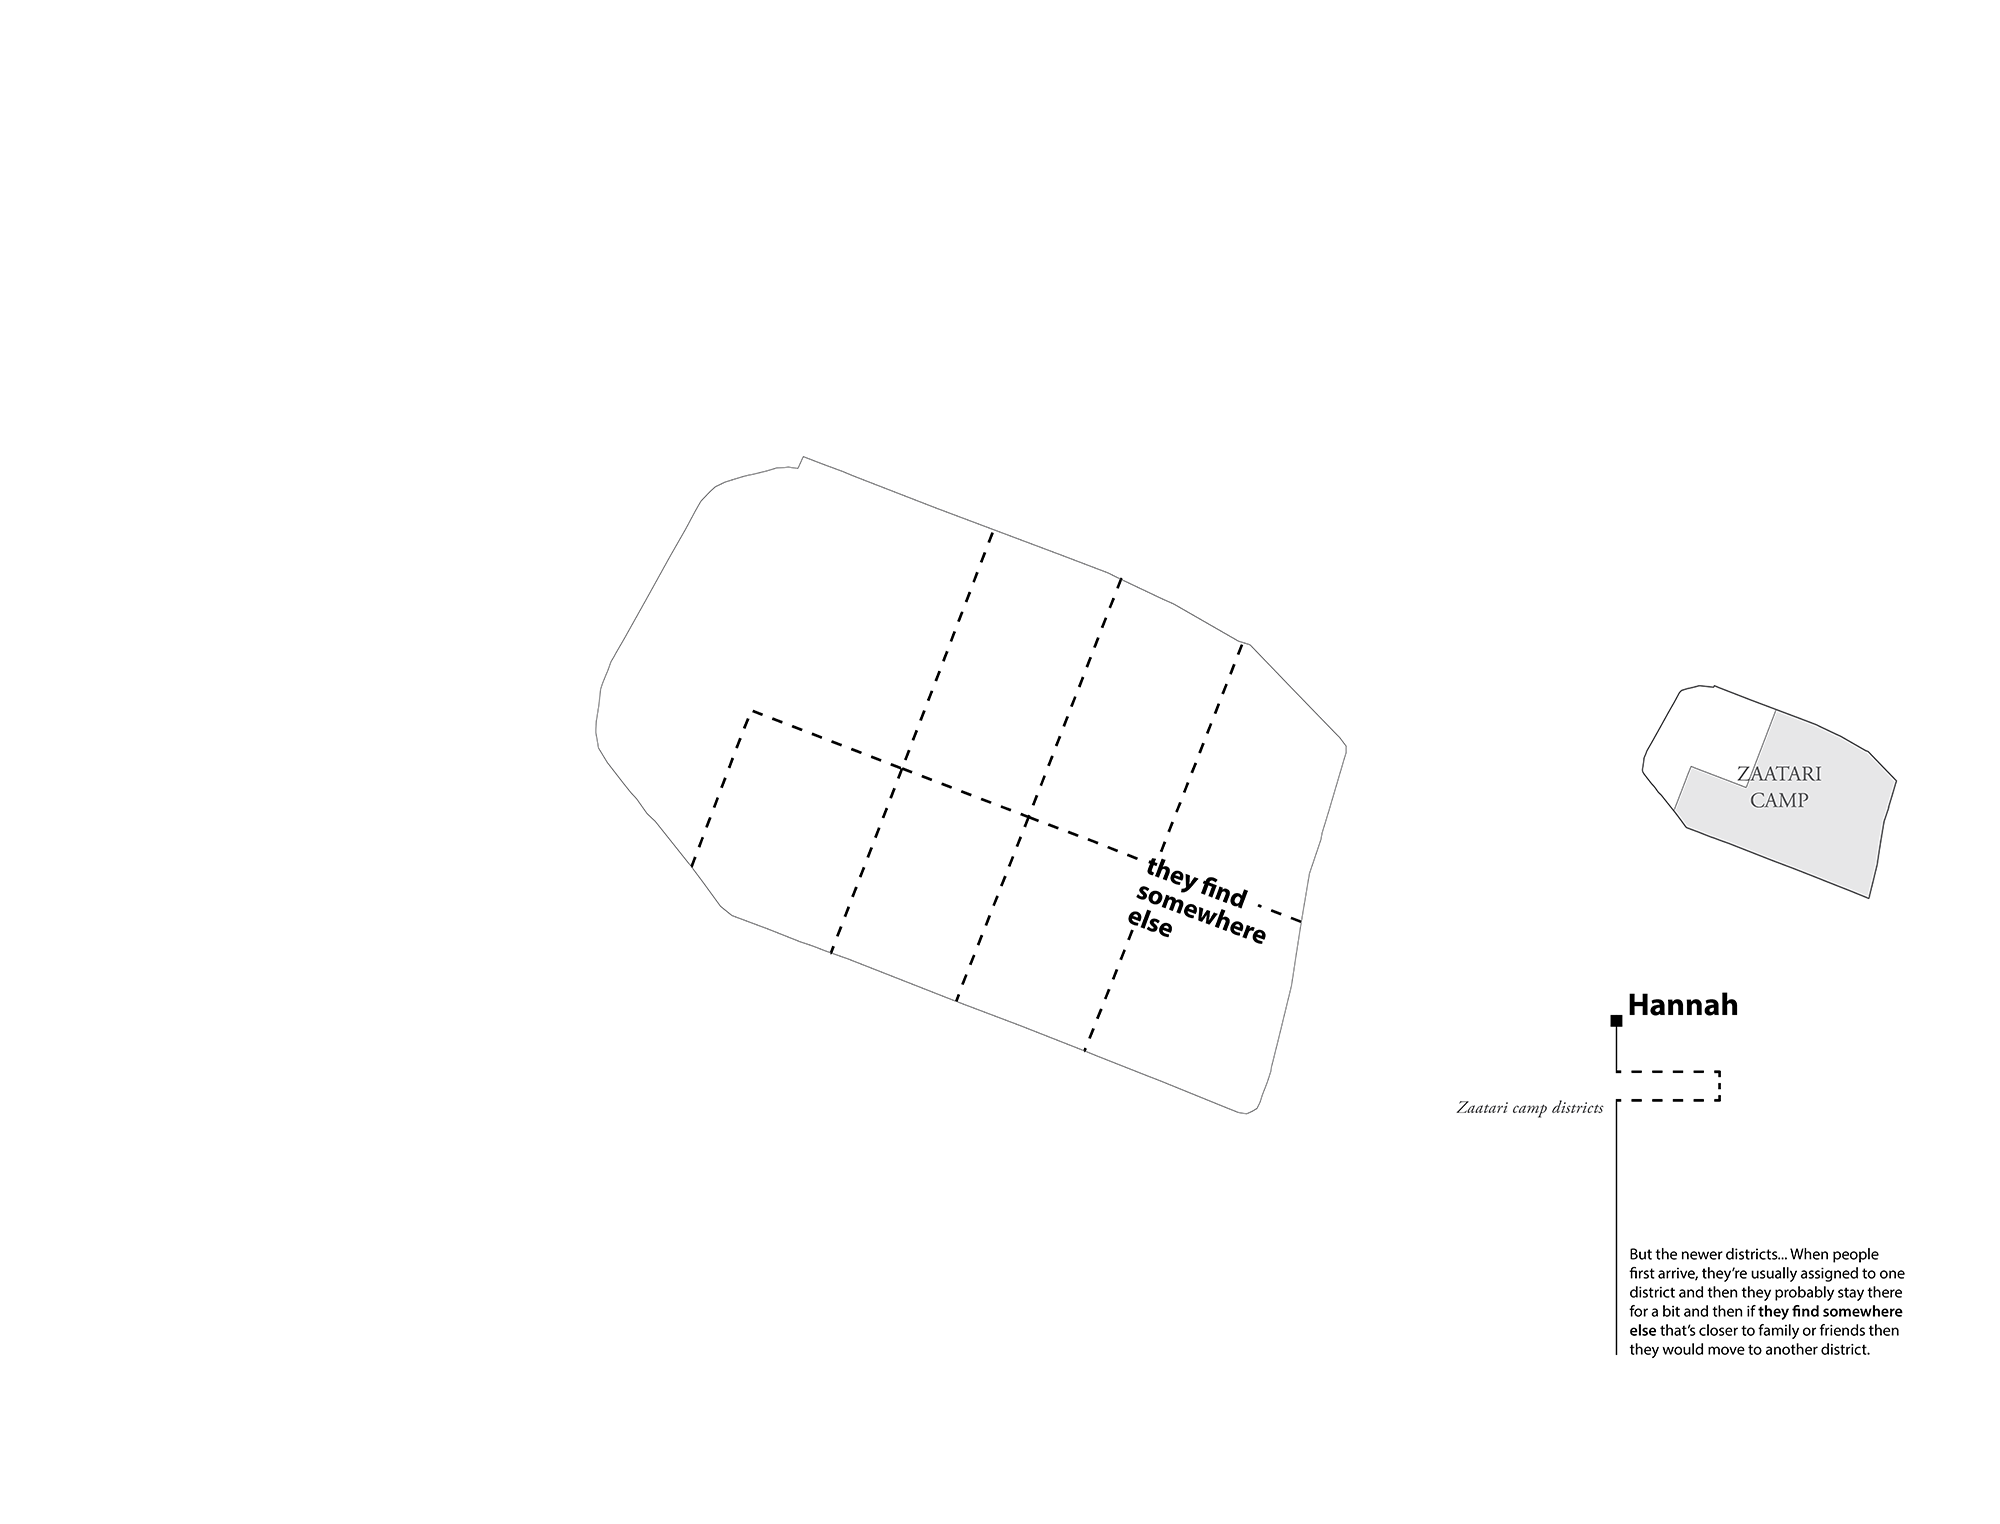 they find
somewhere
else
ZAATARI
CAMP
Hannah
Zaatari camp districts
But the newer districts... When people
first arrive, they’re usually assigned to one
district and then they probably stay there
for a bit and then if they find somewhere
else that’s closer to family or friends then
they would move to another district.